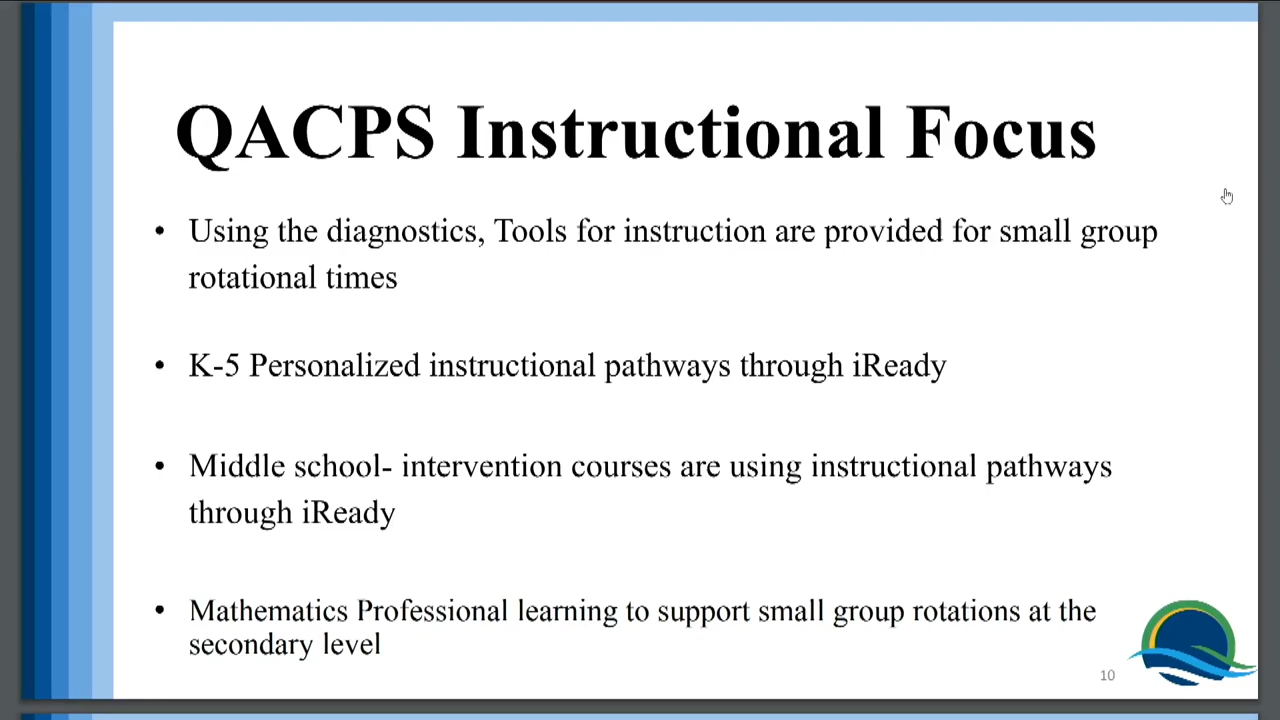 QACPS Instructional Focus
• Using the diagnostics, Tools for instruction are provided for small group
rotational times
• K-5 Personalized instructional pathways through iReady
• Middle school- intervention courses are using instructional pathways
through iReady
• Mathematics Professional learning to support small group rotations at the
secondary level
10